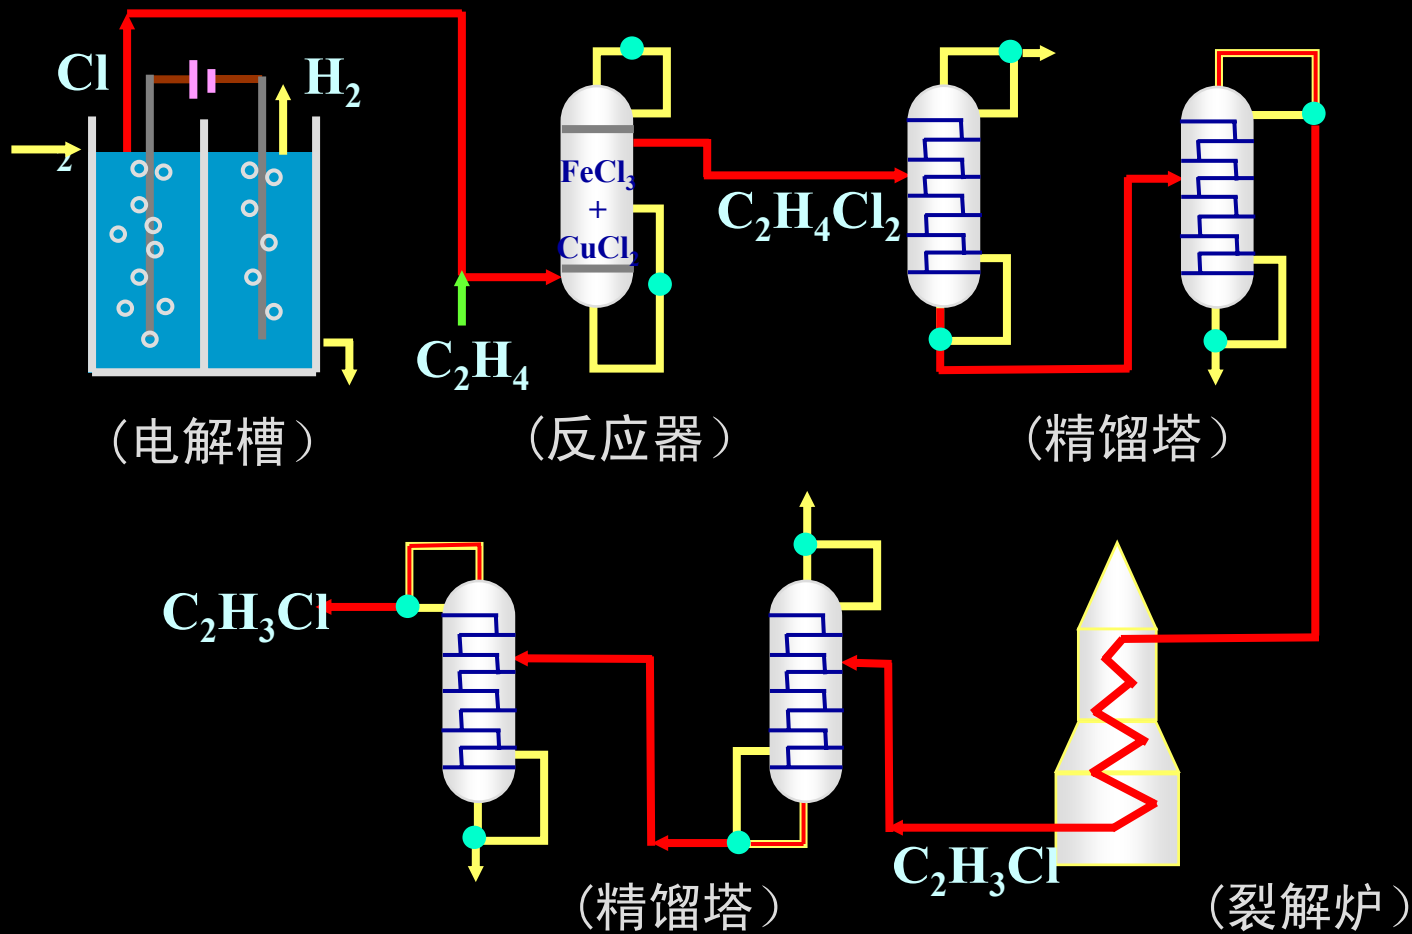 Cl
2
H2
FeCl3
+
CuCl2
C2H4Cl2
C2H4
（电解槽）
（反应器）
（精馏塔）
C2H3Cl
C2H3Cl
（精馏塔）
（裂解炉）